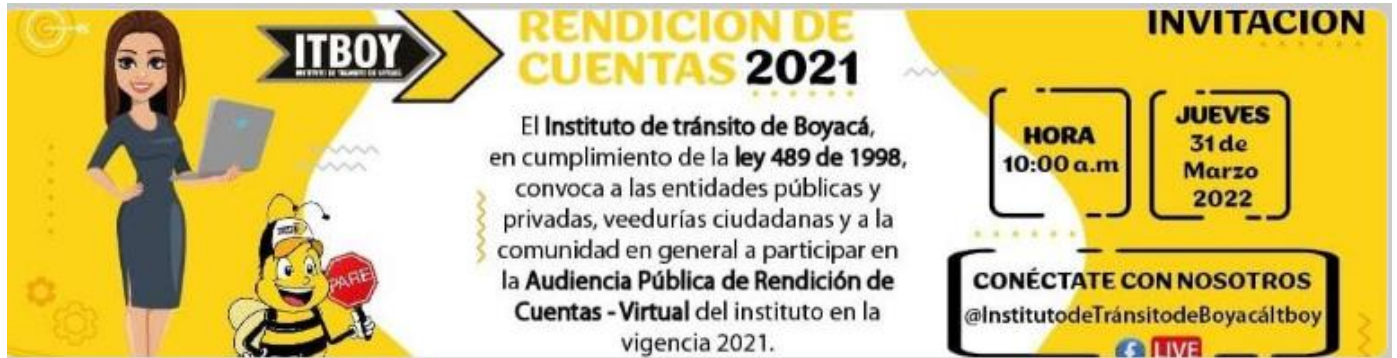 RENDICION DE
CUENTAS 2021
ITBOY
INSTITUTO DE TRANSITO DE BOYACA
El Instituto de tránsito de Boyacá,
en cumplimiento de la ley 489 de 1998,
convoca a las entidades públicas y
privadas, veedurías ciudadanas y a la
comunidad en general a participar en
la Audiencia Pública de Rendición de
Cuentas - Virtual del instituto en la
vigencia 2021.
PARE
INVITACION
HORA
10:00 a.m
JUEVES
31 de
Marzo
2022
CONÉCTATE CON NOSOTROS
@InstitutodeTránsitodeBoyacáItboy
LIVE